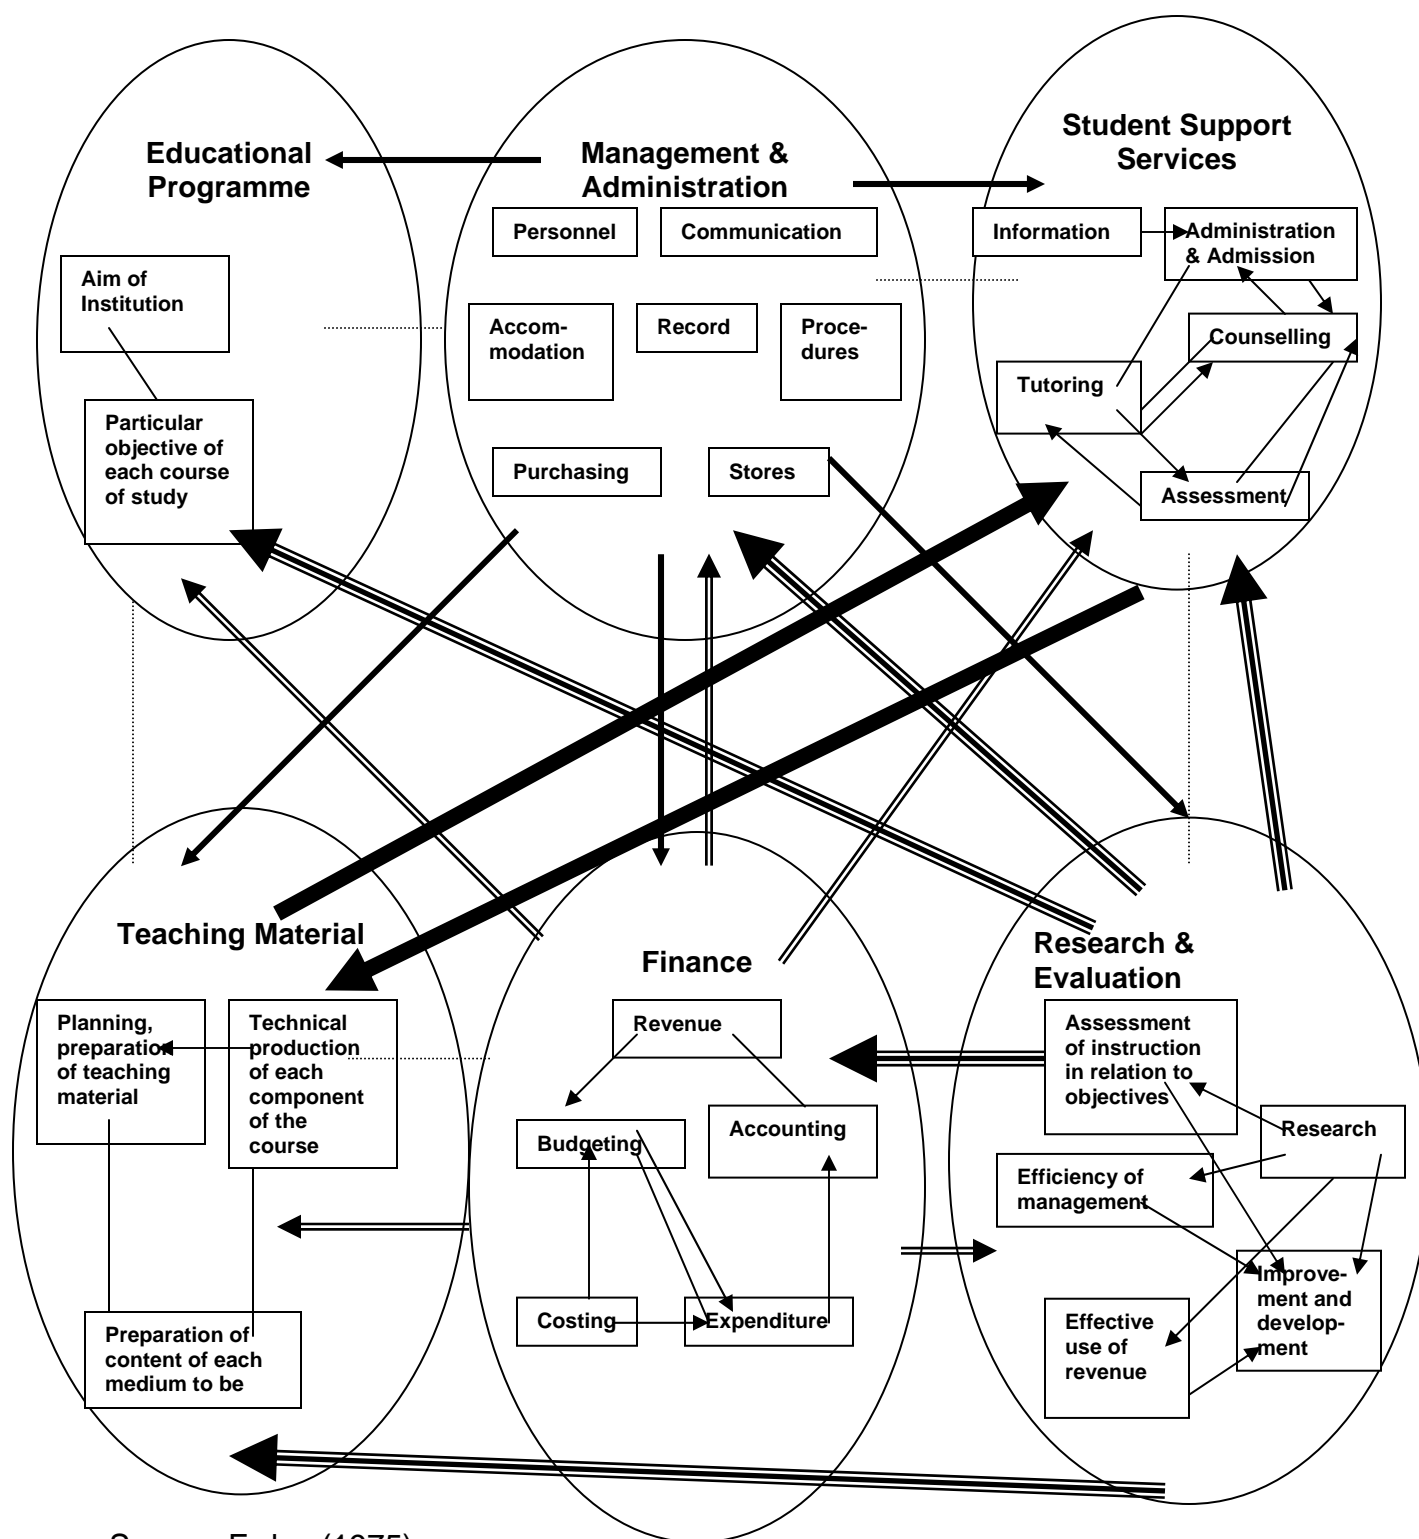 Educational
Programme
Aim of
Institution
Particular
objective of
each course
of study
Management &
Administration
Personnel
Communication
Accom-
modation
Record
Proce-
dures
Purchasing
Stores
Student Support
Services
Information
Administration
& Admission
Counselling
Tutoring
Assessment
Teaching Material
Planning,
preparation
of teaching
material
Technical
production
of each
component
of the
course
Preparation of
content of each
medium to be
Finance
Revenue
Budgeting
Accounting
Costing
Expenditure
Research &
Evaluation
Assessment
of instruction
in relation to
objectives
Research
Efficiency of
management
Improve-
ment and
develop-
ment
Effective
use of
revenue
(1975)